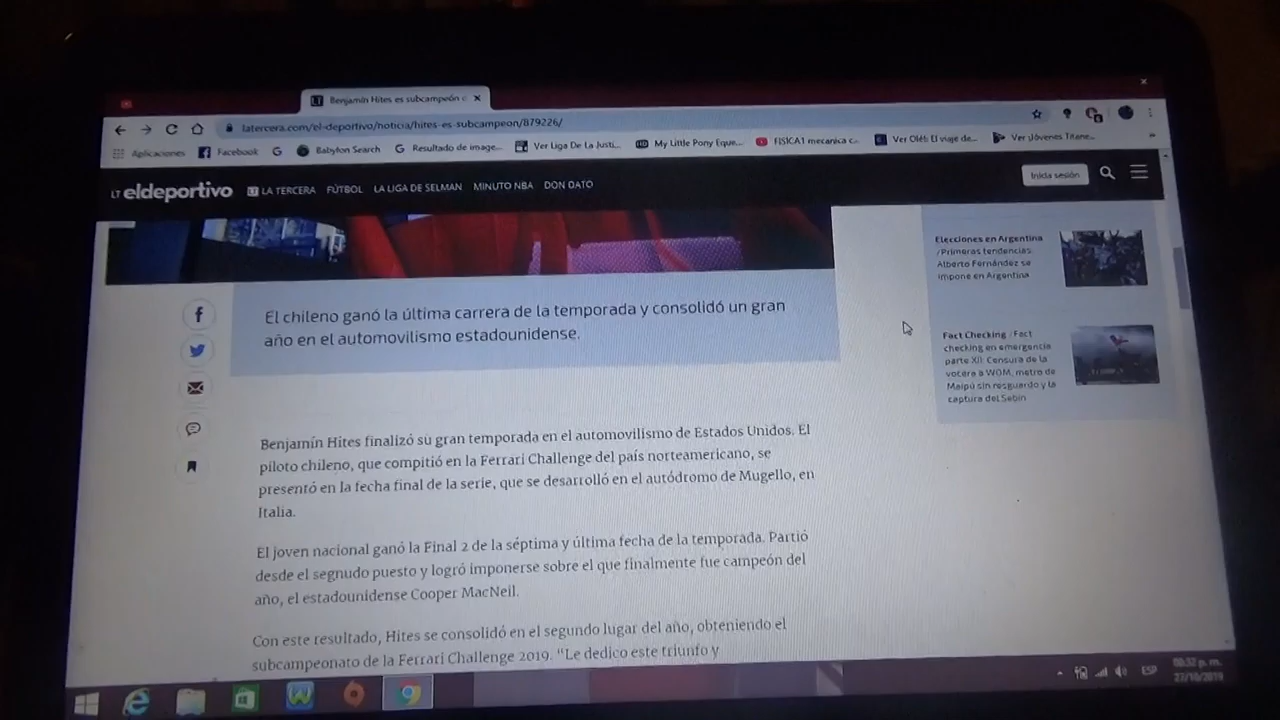 Benjamín Hites es subcampeón e
latercera.com/el-deportivo/noticia/hites-es-subcampeon/879226/
Aplicaciones Facebook Babylon Search Resultado de image... Ver Liga De La Justi... My Little Pony Eque... FISICA1 mecanica c... Ver Olé!: El viaje de... Ver Jóvenes Titane...
LT eldeportivo LA TERCERA FÚTBOL LA LIGA DE SELMAN MINUTO NBA DON DATO Inicia sesión
Elecciones en Argentina
/Primeras tendencias:
Alberto Fernández se
impone en Argentina
El chileno ganó la última carrera de la temporada y consolidó un gran
año en el automovilismo estadounidense.
Fact Checking /Fact
checking en emergencia
parte XII: Censura de la
vocera a WOM, metro de
Maipú sin resguardo y la
captura del Sebin
Benjamín Hites finalizó su gran temporada en el automovilismo de Estados Unidos. El
piloto chileno, que compitió en la Ferrari Challenge del país norteamericano, se
presentó en la fecha final de la serie, que se desarrolló en el autódromo de Mugello, en
Italia.
El joven nacional ganó la Final 2 de la séptima y última fecha de la temporada. Partió
desde el segnudo puesto y logró imponerse sobre el que finalmente fue campeón del
año, el estadounidense Cooper MacNeil.
Con este resultado, Hites se consolidó en el segundo lugar del año, obteniendo el
subcampeonato de la Ferrari Challenge 2019. “Le dedico este triunfo y
ESP
27/10/2019